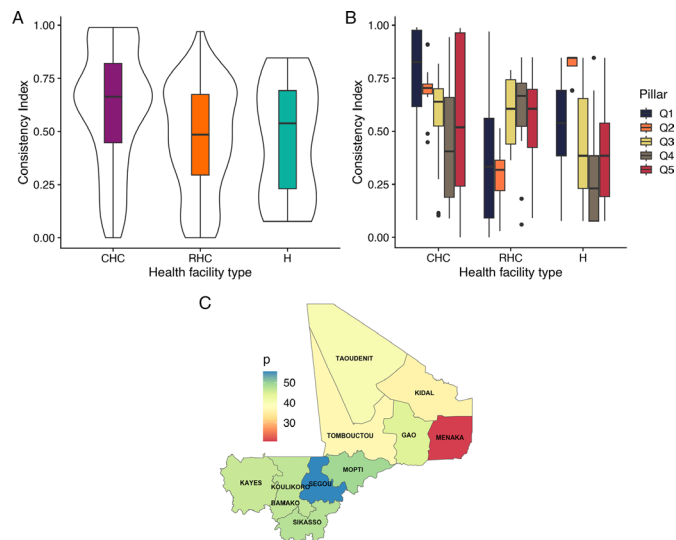 A
1.00
0.75
0.50
0.25
0.00
Consistency Index
CHC
RHC
H
Health facility type
B
1.00
0.75
0.50
0.25
0.00
Consistency Index
CHC
RHC
H
Health facility type
Pillar
Q1
Q2
Q3
Q4
Q5
C
p
50
40
30
TAOUDENIT
KIDAL
TOMBOUCTOU
GAO
MENAKA
MOPTI
KAYES
KOULIKORO
SEGOU
BAMAKO
SIKASSO